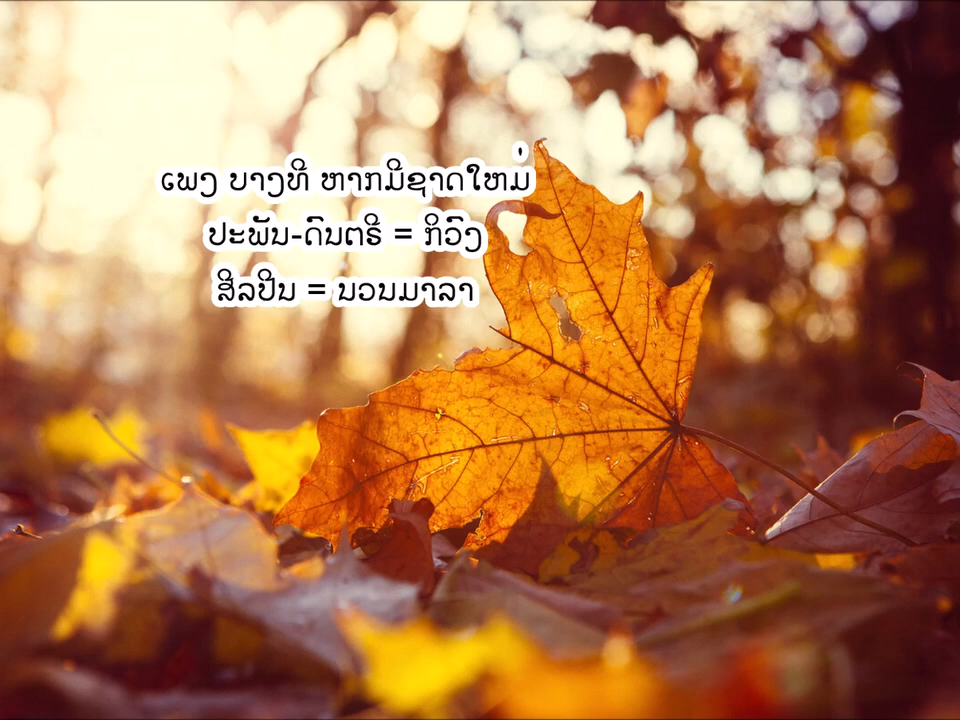 ເພງ ບາງທີ ຫາກມີຊາດໃຫມ່
ປະພັນ-ດົນຕຣີ = ກິວົງ
ສີລປີນ = ນວນມາລາ